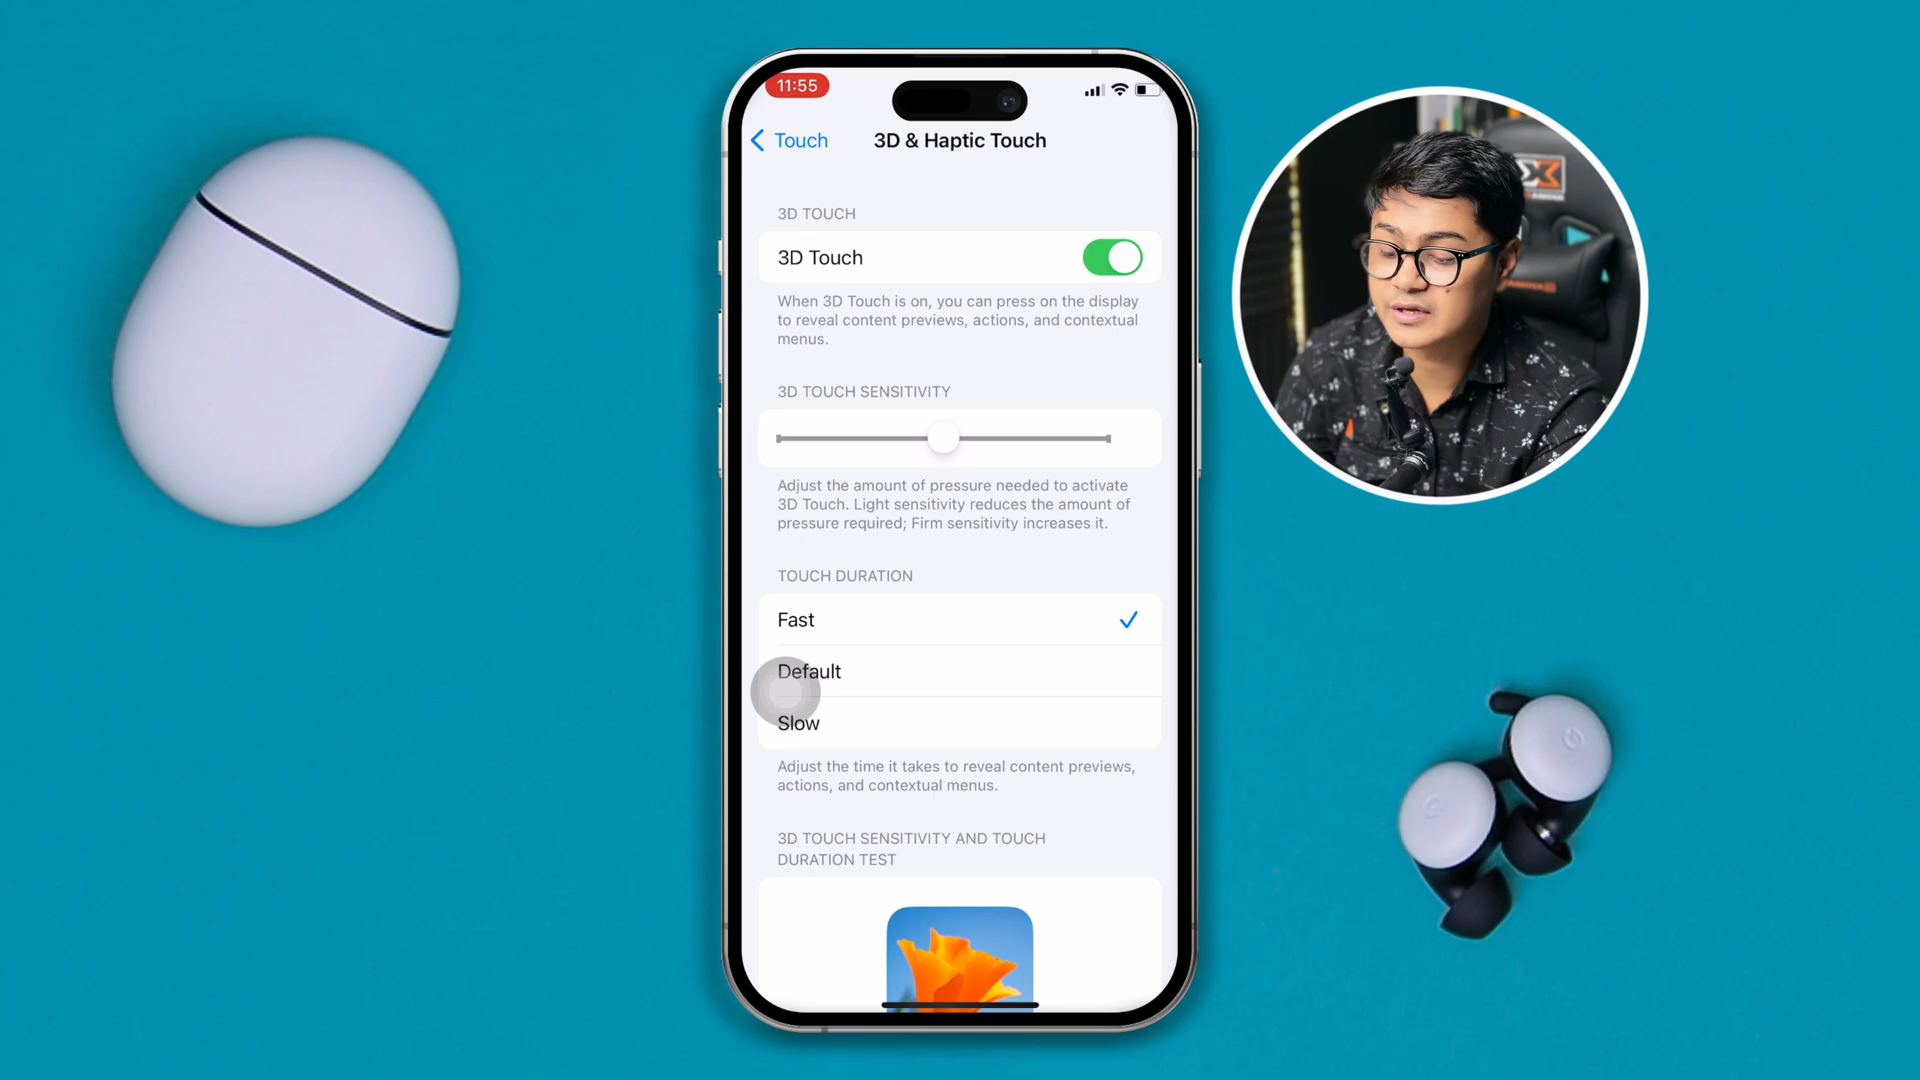 11:55
Touch
3D & Haptic Touch
3D TOUCH
3D Touch
When 3D Touch is on, you can press on the display
to reveal content previews, actions, and contextual
menus.
3D TOUCH SENSITIVITY
Adjust the amount of pressure needed to activate
3D Touch. Light sensitivity reduces the amount of
pressure required; Firm sensitivity increases it.
TOUCH DURATION
Fast
Default
Slow
Adjust the time it takes to reveal content previews,
actions, and contextual menus.
3D TOUCH SENSITIVITY AND TOUCH
DURATION TEST